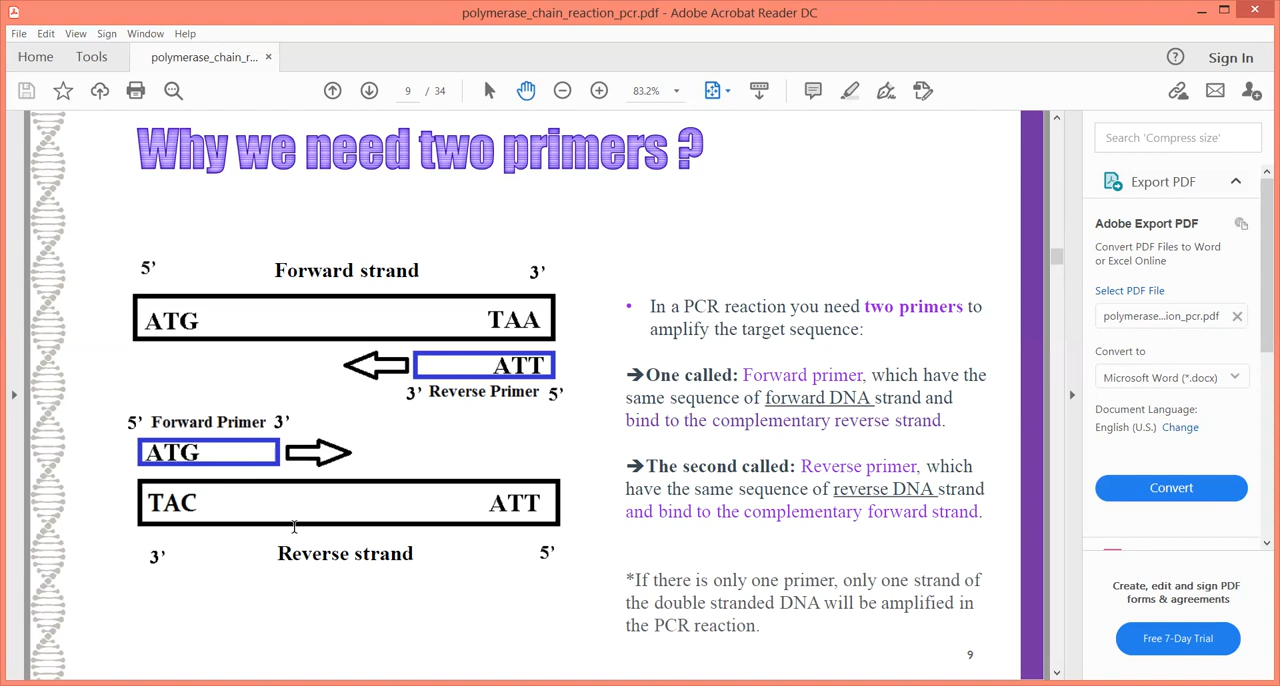 polymerase_chain_reaction_pcr.pdf - Adobe Acrobat Reader DC
File Edit View Sign Window Help
Home Tools polymerase_chain_r... × Sign In
9 / 34 83.2%
Why we need two primers ?
5’ Forward strand 3’
ATG TAA
ATT
3’ Reverse Primer 5’
5’ Forward Primer 3’
ATG
TAC ATT
3’ Reverse strand 5’
• In a PCR reaction you need two primers to
amplify the target sequence:
➔One called: Forward primer, which have the
same sequence of forward DNA strand and
bind to the complementary reverse strand.
➔The second called: Reverse primer, which
have the same sequence of reverse DNA strand
and bind to the complementary forward strand.
*If there is only one primer, only one strand of
the double stranded DNA will be amplified in
the PCR reaction.
9
Search 'Compress size'
Export PDF
Adobe Export PDF
Convert PDF Files to Word
or Excel Online
Select PDF File
polymerase...ion_pcr.pdf
Convert to
Microsoft Word (*.docx)
Document Language:
English (U.S.) Change
Convert
Create, edit and sign PDF
forms & agreements
Free 7-Day Trial